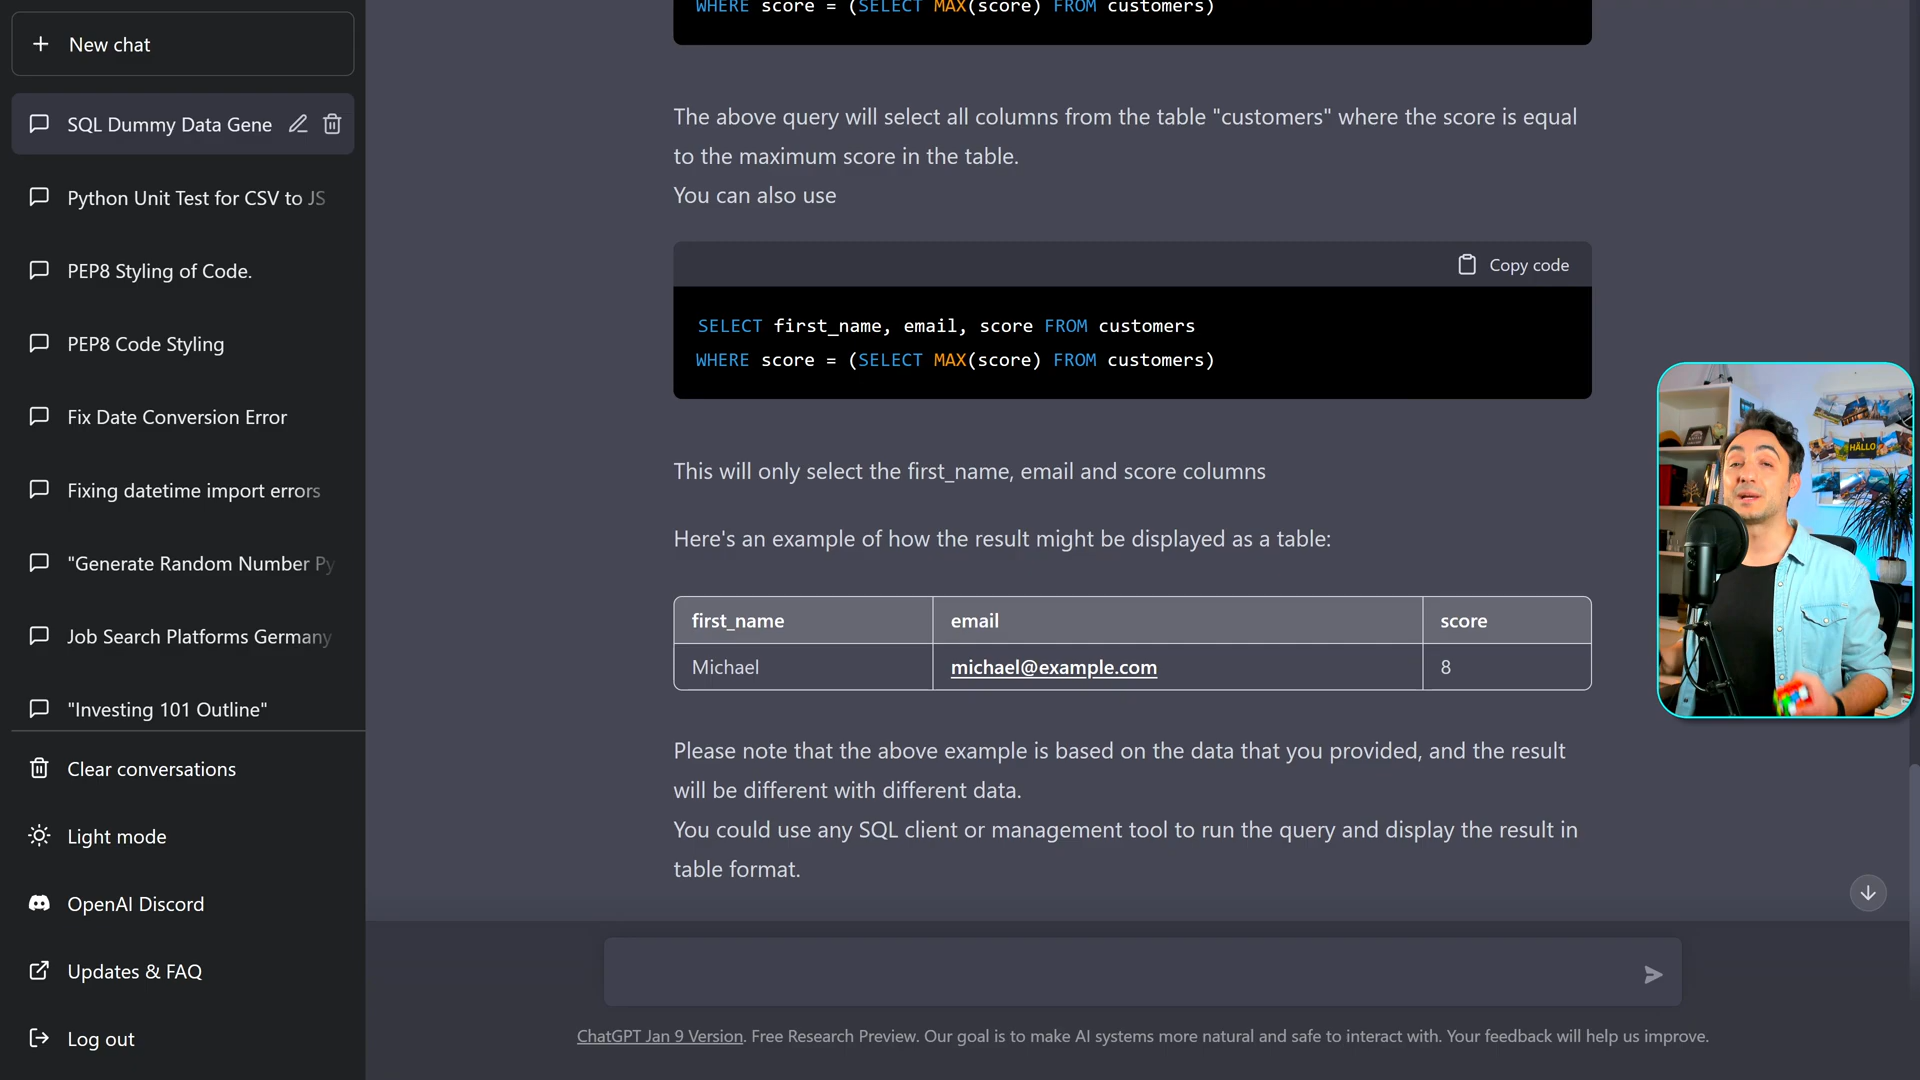 New chat
SQL Dummy Data Gene
Python Unit Test for CSV to JS
PEP8 Styling of Code.
PEP8 Code Styling
Fix Date Conversion Error
Fixing datetime import errors
"Generate Random Number Py
Job Search Platforms Germany
"Investing 101 Outline"
Clear conversations
Light mode
OpenAI Discord
Updates & FAQ
Log out
WHERE score = (SELECT MAX(score) FROM customers)
The above query will select all columns from the table "customers" where the score is equal
to the maximum score in the table.
You can also use
Copy code
SELECT first_name, email, score FROM customers
WHERE score = (SELECT MAX(score) FROM customers)
This will only select the first_name, email and score columns
Here's an example of how the result might be displayed as a table:
first_name email score
Michael michael@example.com 8
Please note that the above example is based on the data that you provided, and the result
will be different with different data.
You could use any SQL client or management tool to run the query and display the result in
table format.
ChatGPT Jan 9 Version. Free Research Preview. Our goal is to make AI systems more natural and safe to interact with. Your feedback will help us improve.
HALLO